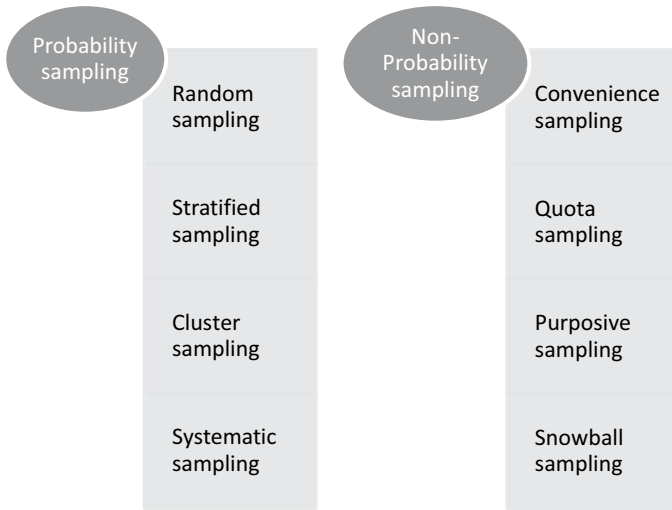 Probability
sampling
Random
sampling
Stratified
sampling
Cluster
sampling
Systematic
sampling
Non-
Probability
sampling
Convenience
sampling
Quota
sampling
Purposive
sampling
Snowball
sampling